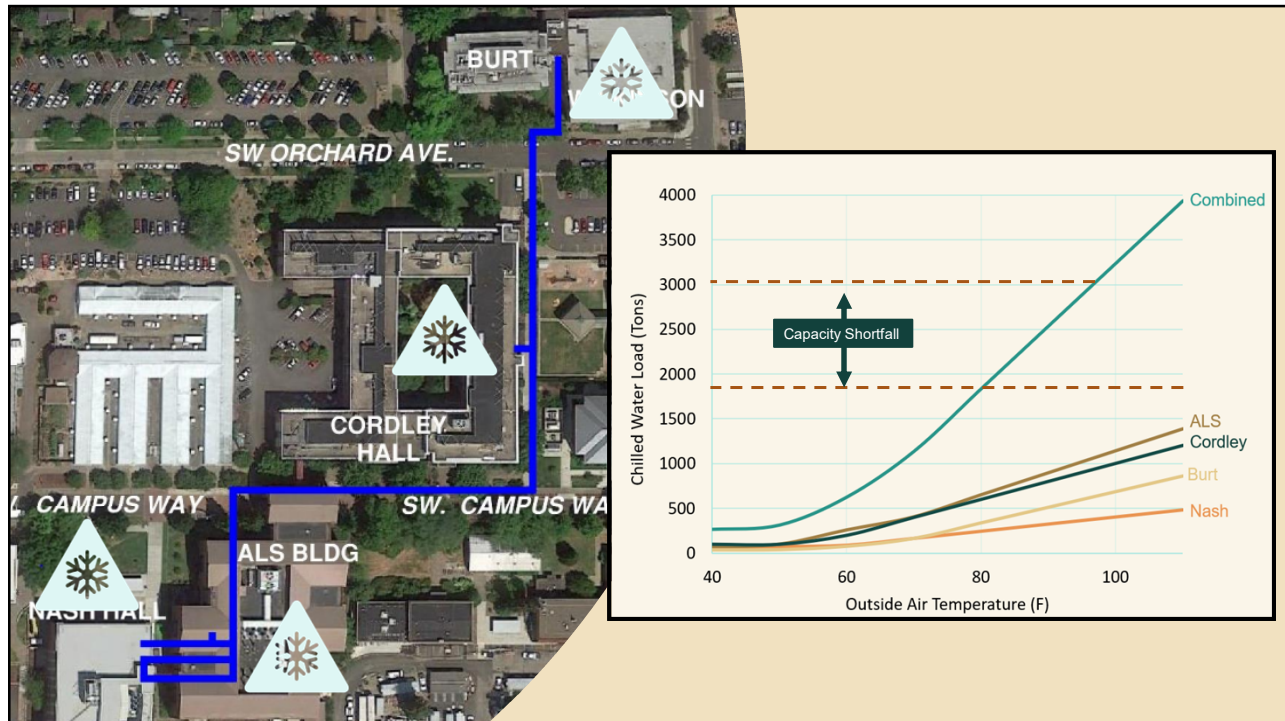 BURT
SW ORCHARD AVE.
CORDLEY
HALL
CAMPUS WAY
SW. CAMPUS WA
ALS BLDG
NASH HALL
4000
3500
3000
2500
2000
1500
1000
500
0
Chilled Water Load (Tons)
Capacity Shortfall
Combined
ALS
Cordley
Burt
Nash
40
60
80
100
Outside Air Temperature (F)